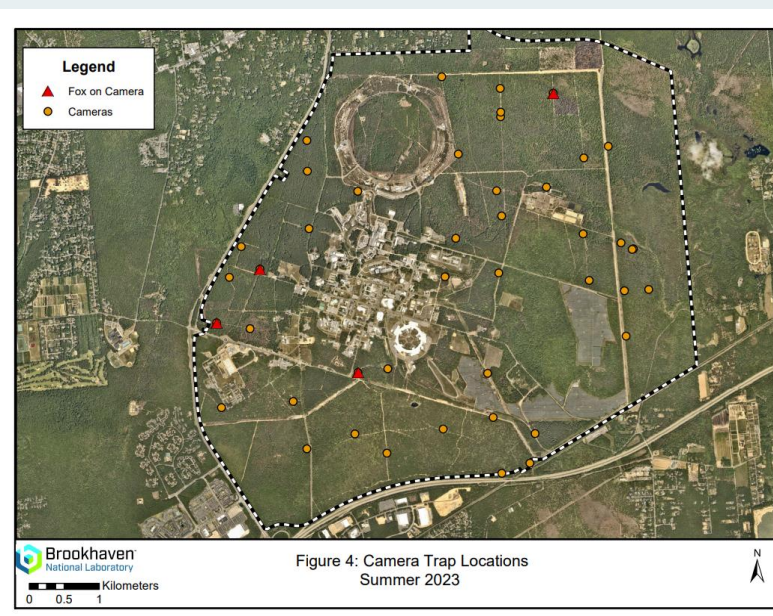 Legend
Fox on Camera
Cameras
Brookhaven
National Laboratory
Kilometers
0 0.5 1
Figure 4: Camera Trap Locations
Summer 2023
N